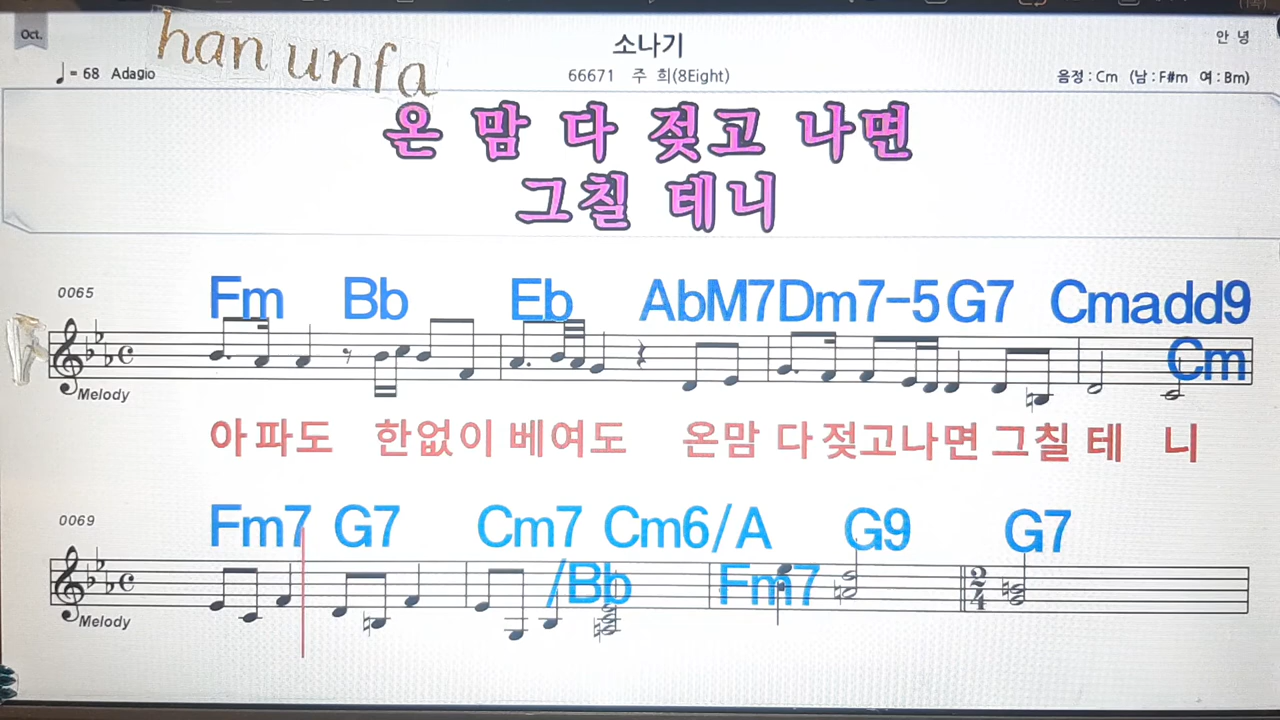 Oct.
han unfa
소나기
안 녕
♩= 68 Adagio
66671 주 희(8Eight)
음정 : Cm (남 : F#m 여 : Bm)
온 맘 다 젖고 나면
그칠 테니
0065
Fm Bb Eb AbM7 Dm7-5 G7 Cmadd9
Cm
Melody
아파도 한없이 베여도 온맘 다 젖고나면 그칠 테 니
0069
Fm7 G7 Cm7 Cm6/A G9 G7
/Bb Fm7
2
4
Melody